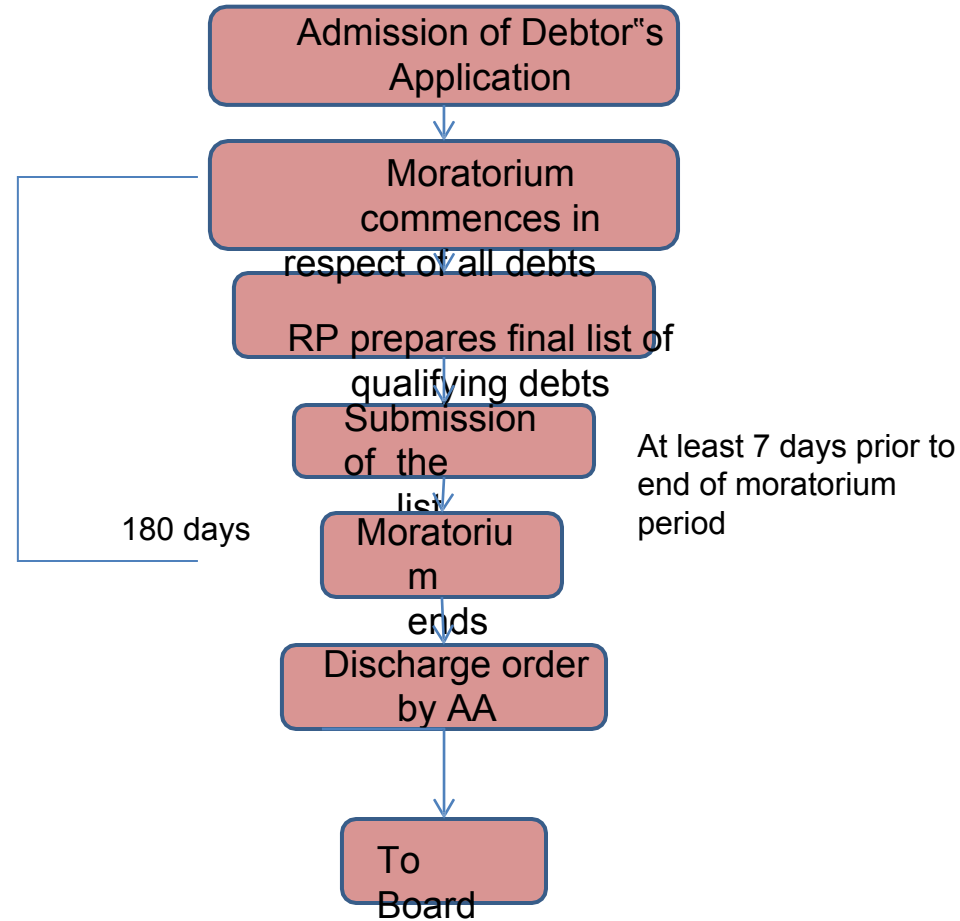 Admission of Debtor‟s
Application
Moratorium
commences in
respect of all debts
RP prepares final list of
qualifying debts
Submission
of the
list
At least 7 days prior to
end of moratorium
period
180 days
Moratoriu
m
ends
Discharge order
by AA
To
Board